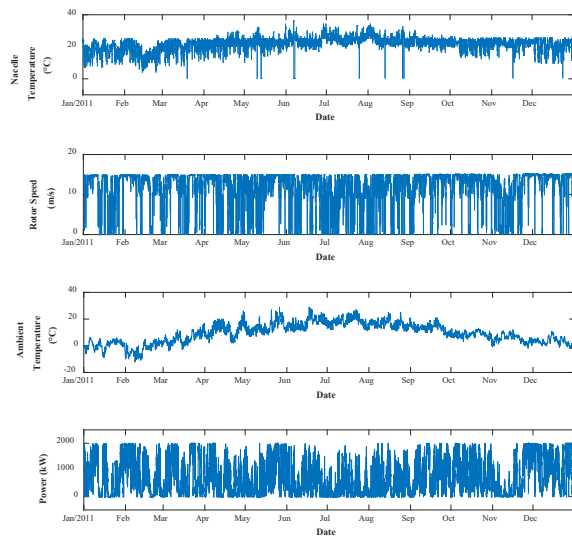 Nacelle
Temperature
(°C)
40
20
0
Jan/2011 Feb Mar Apr May Jun Jul Aug Sep Oct Nov Dec
Date
Rotor Speed
(m/s)
20
10
0
Jan/2011 Feb Mar Apr May Jun Jul Aug Sep Oct Nov Dec
Date
Ambient
Temperature
(°C)
40
20
0
-20
Jan/2011 Feb Mar Apr May Jun Jul Aug Sep Oct Nov Dec
Date
Power (kW)
2000
1000
0
Jan/2011 Feb Mar Apr May Jun Jul Aug Sep Oct Nov Dec
Date